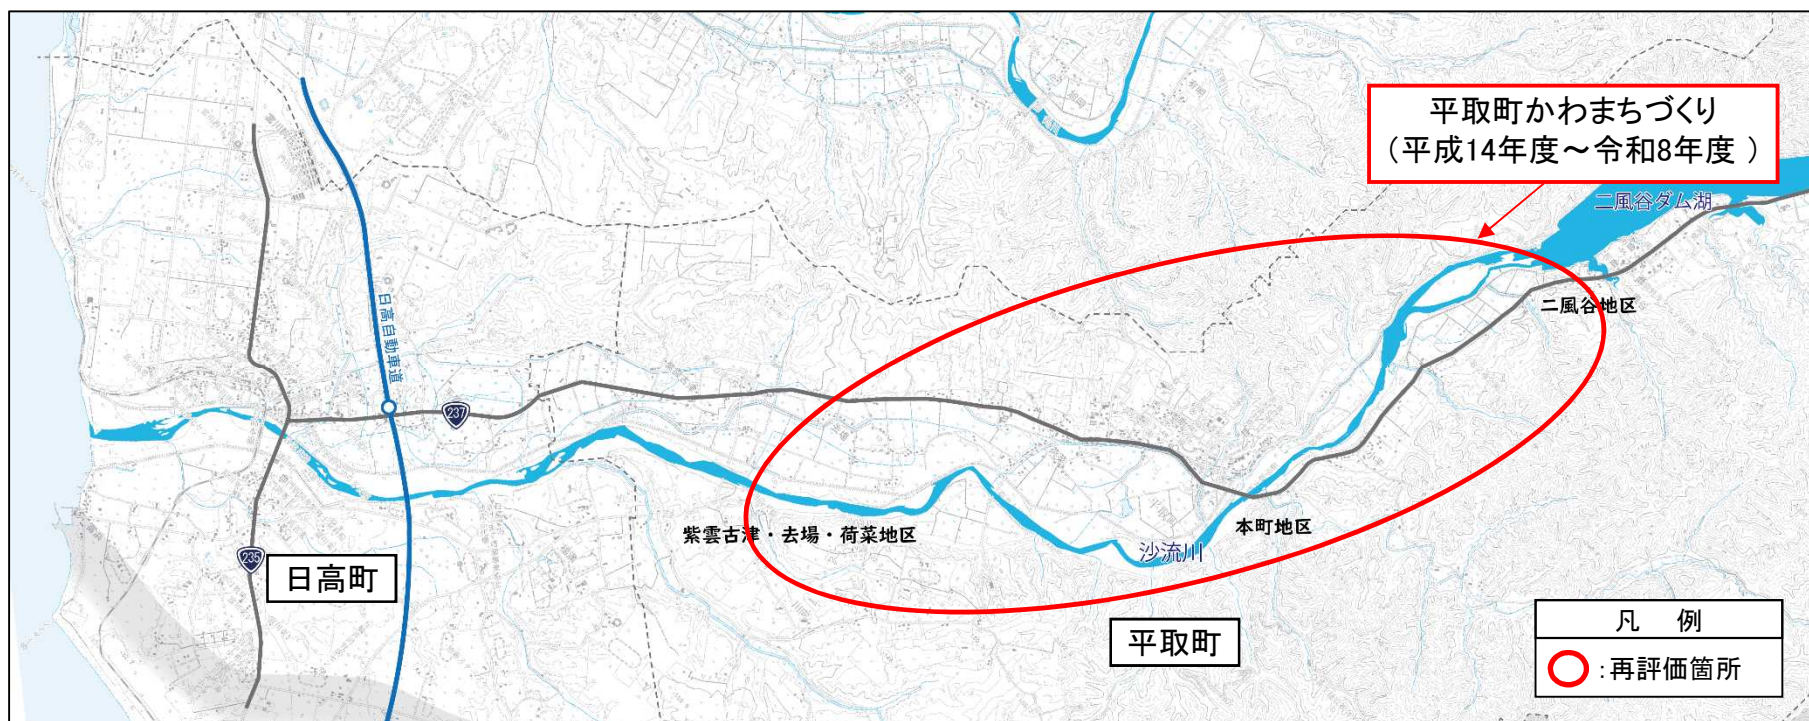 平取町かわまちづくり
（平成14年度～令和8年度 ）
二風谷ダム湖
二風谷地区
日高自動車道
237
本町地区
紫雲古津・去場・荷菜地区
沙流川
235
日高町
平取町
凡 例
：再評価箇所